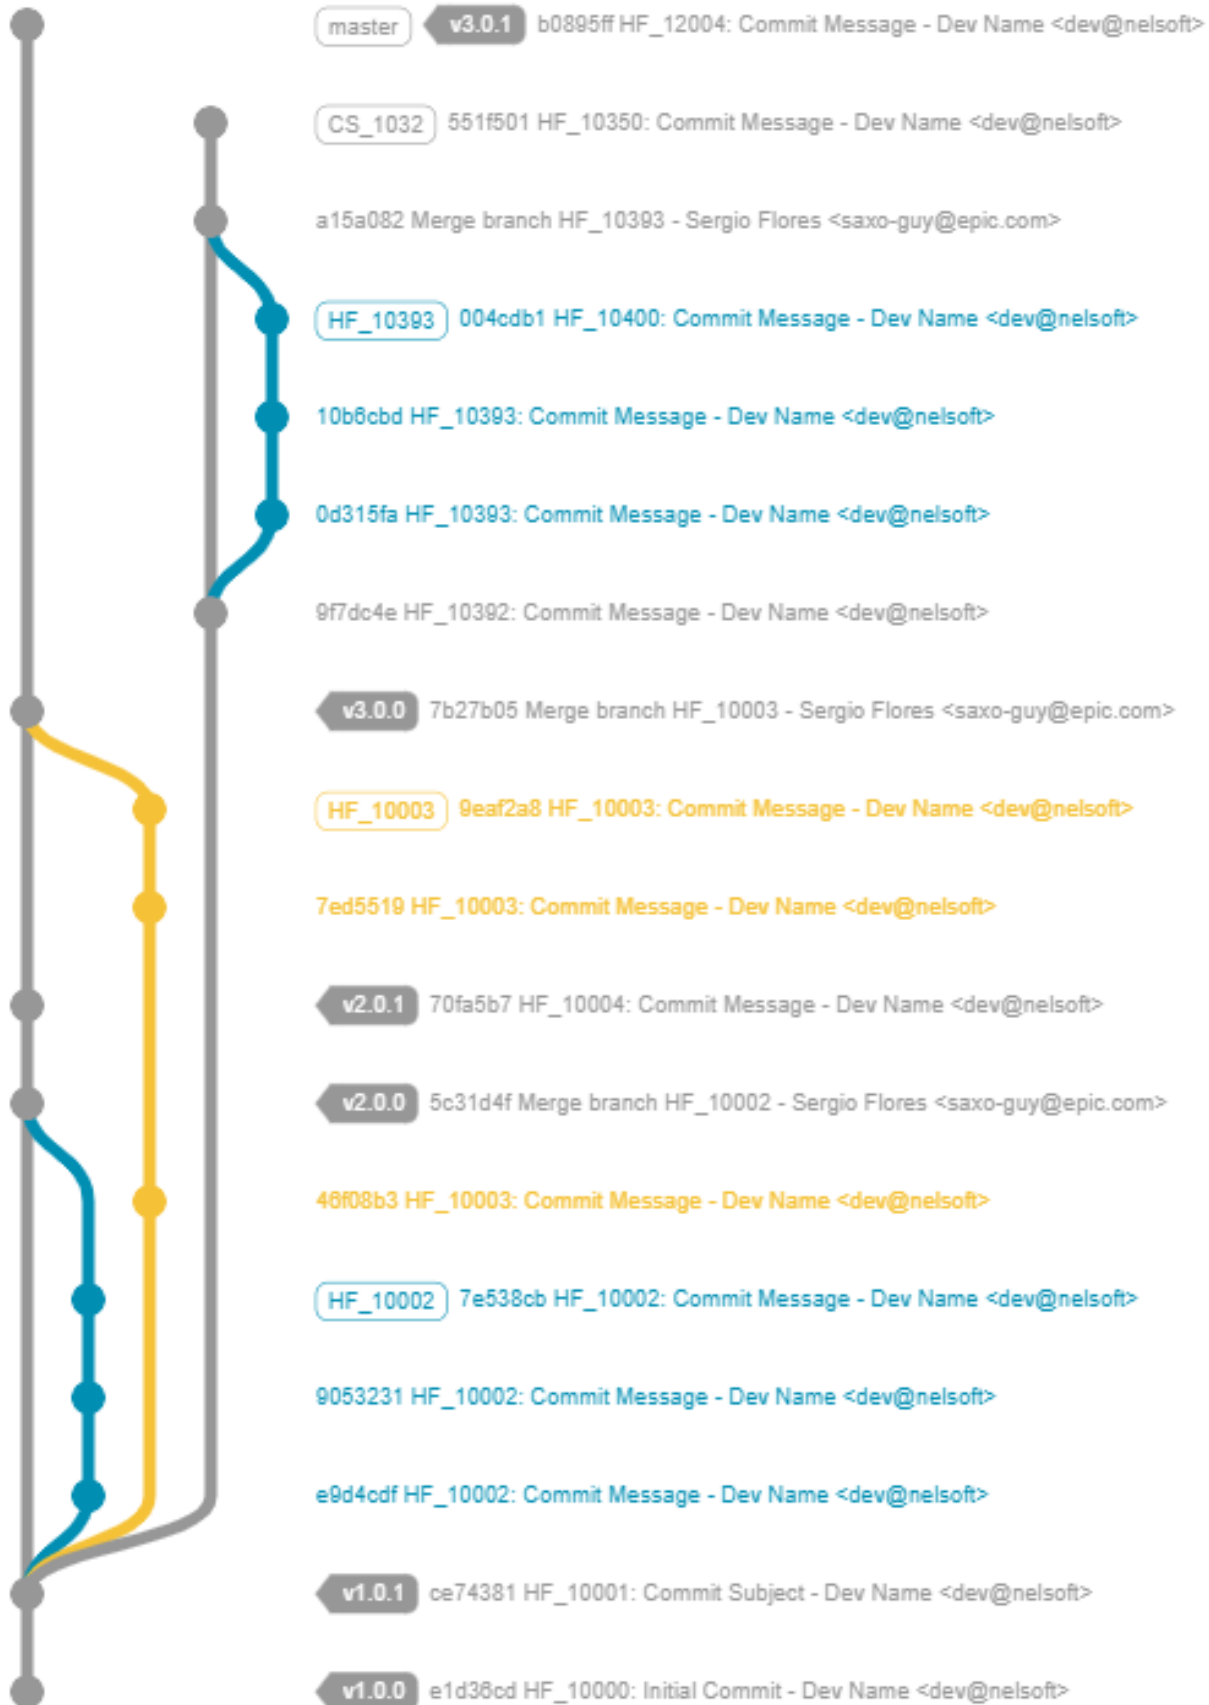 master v3.0.1 b0895ff HF_12004: Commit Message - Dev Name <dev@nelsoft>
CS_1032 551f501 HF_10350: Commit Message - Dev Name <dev@nelsoft>
a15a082 Merge branch HF_10393 - Sergio Flores <saxo-guy@epic.com>
HF_10393 004cdb1 HF_10400: Commit Message - Dev Name <dev@nelsoft>
10b6cbd HF_10393: Commit Message - Dev Name <dev@nelsoft>
0d315fa HF_10393: Commit Message - Dev Name <dev@nelsoft>
9f7dc4e HF_10392: Commit Message - Dev Name <dev@nelsoft>
v3.0.0 7b27b05 Merge branch HF_10003 - Sergio Flores <saxo-guy@epic.com>
HF_10003 9eaf2a8 HF_10003: Commit Message - Dev Name <dev@nelsoft>
7ed5519 HF_10003: Commit Message - Dev Name <dev@nelsoft>
v2.0.1 70fa5b7 HF_10004: Commit Message - Dev Name <dev@nelsoft>
v2.0.0 5c31d4f Merge branch HF_10002 - Sergio Flores <saxo-guy@epic.com>
46f08b3 HF_10003: Commit Message - Dev Name <dev@nelsoft>
HF_10002 7e538cb HF_10002: Commit Message - Dev Name <dev@nelsoft>
9053231 HF_10002: Commit Message - Dev Name <dev@nelsoft>
e9d4cdf HF_10002: Commit Message - Dev Name <dev@nelsoft>
v1.0.1 ce74381 HF_10001: Commit Subject - Dev Name <dev@nelsoft>
v1.0.0 e1d36cd HF_10000: Initial Commit - Dev Name <dev@nelsoft>